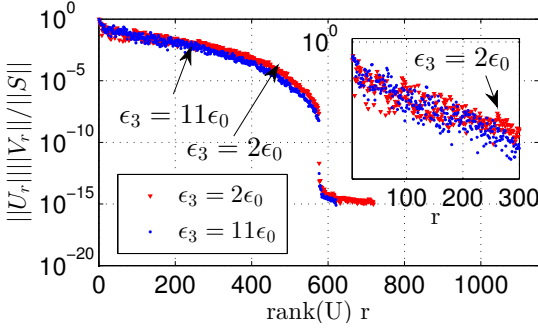 10^0
10^{-5}
10^{-10}
10^{-15}
10^{-20}
||U_r||||V_r||/||S||
0 200 400 600 800 1000
rank(U) r
ϵ_3 = 11ϵ_0
ϵ_3 = 2ϵ_0
ϵ_3 = 2ϵ_0
ϵ_3 = 11ϵ_0
10^0
ϵ_3 = 2ϵ_0
100 200 300
r